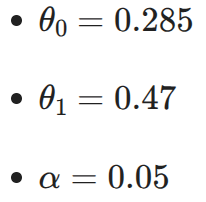 • θ₀ = 0.285
• θ₁ = 0.47
• α = 0.05